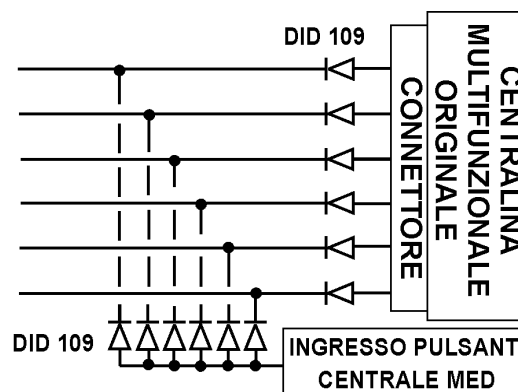 DID 109
CONNETTORE
CENTRALINA
MULTIFUNZIONALE
ORIGINALE
DID 109
INGRESSO PULSANT
CENTRALE MED